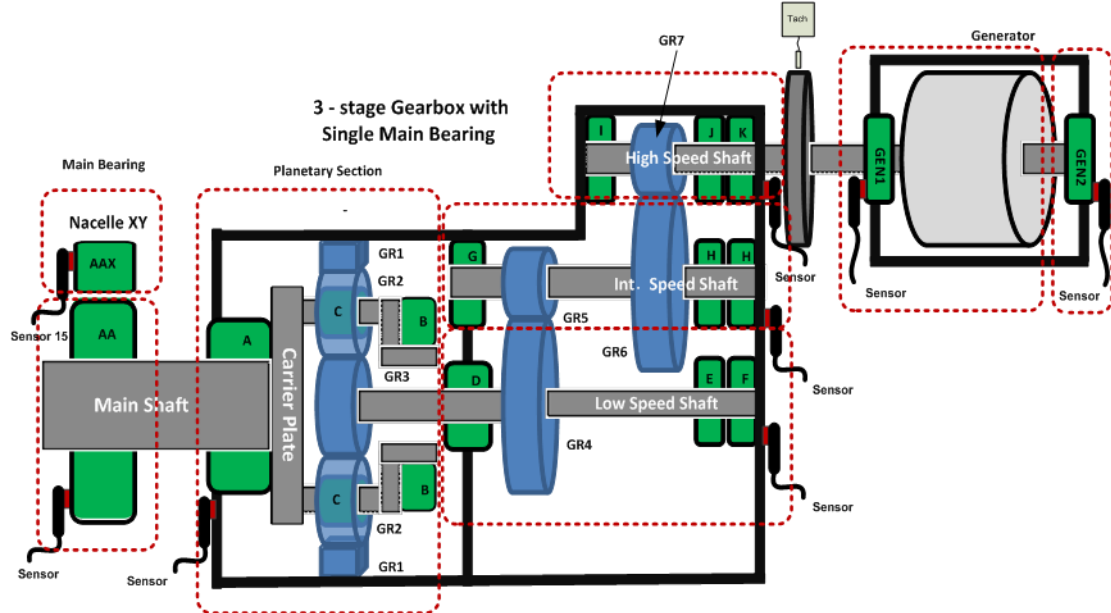 Tach
Generator
GR7
3 - stage Gearbox with
Single Main Bearing
Main Bearing
Planetary Section
-
Nacelle XY
AAX
Sensor 15
AA
Main Shaft
Sensor
A
Carrier Plate
Sensor
GR1
GR2
C
B
GR3
C
B
GR2
GR1
I
J
K
High Speed Shaft
Sensor
G
H
H
Int. Speed Shaft
GR5
GR6
Sensor
D
E
F
Low Speed Shaft
GR4
Sensor
GEN1
GEN2
Sensor
Sensor